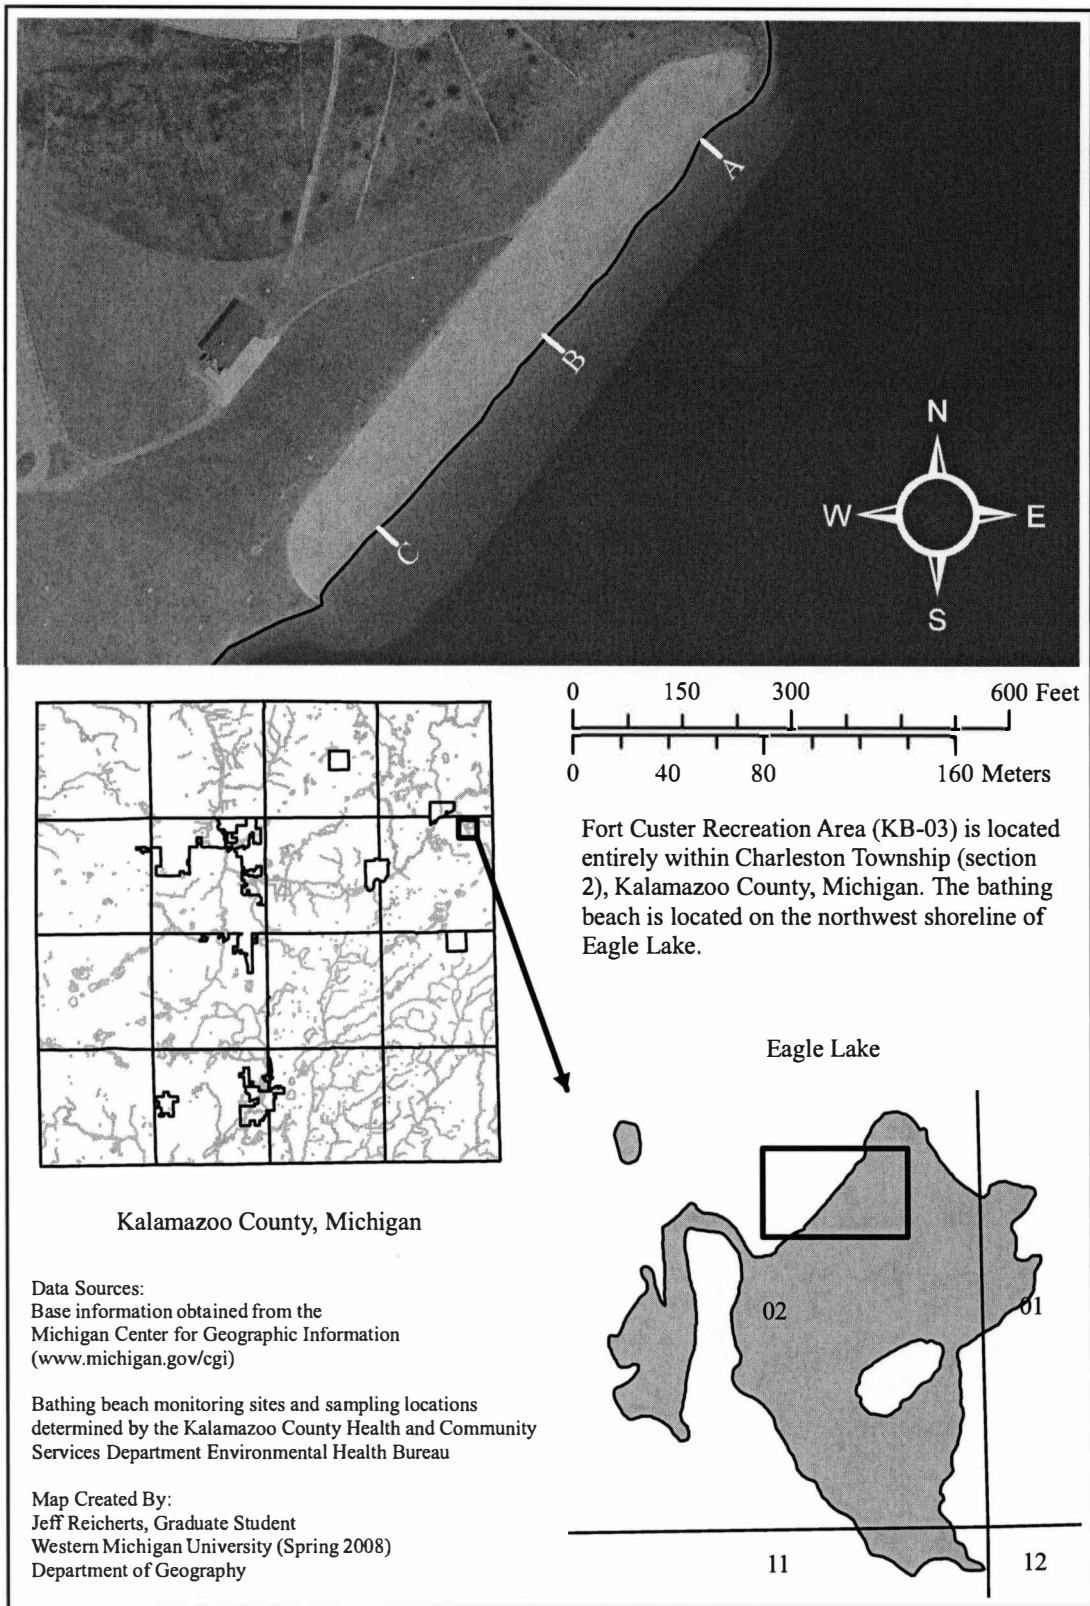 A
B
C
N
W E
S
0 150 300 600 Feet
0 40 80 160 Meters
Fort Custer Recreation Area (KB-03) is located
entirely within Charleston Township (section
2), Kalamazoo County, Michigan. The bathing
beach is located on the northwest shoreline of
Eagle Lake.
Eagle Lake
02
01
11
12
Kalamazoo County, Michigan
Data Sources:
Base information obtained from the
Michigan Center for Geographic Information
(www.michigan.gov/cgi)
Bathing beach monitoring sites and sampling locations
determined by the Kalamazoo County Health and Community
Services Department Environmental Health Bureau
Map Created By:
Jeff Reicherts, Graduate Student
Western Michigan University (Spring 2008)
Department of Geography